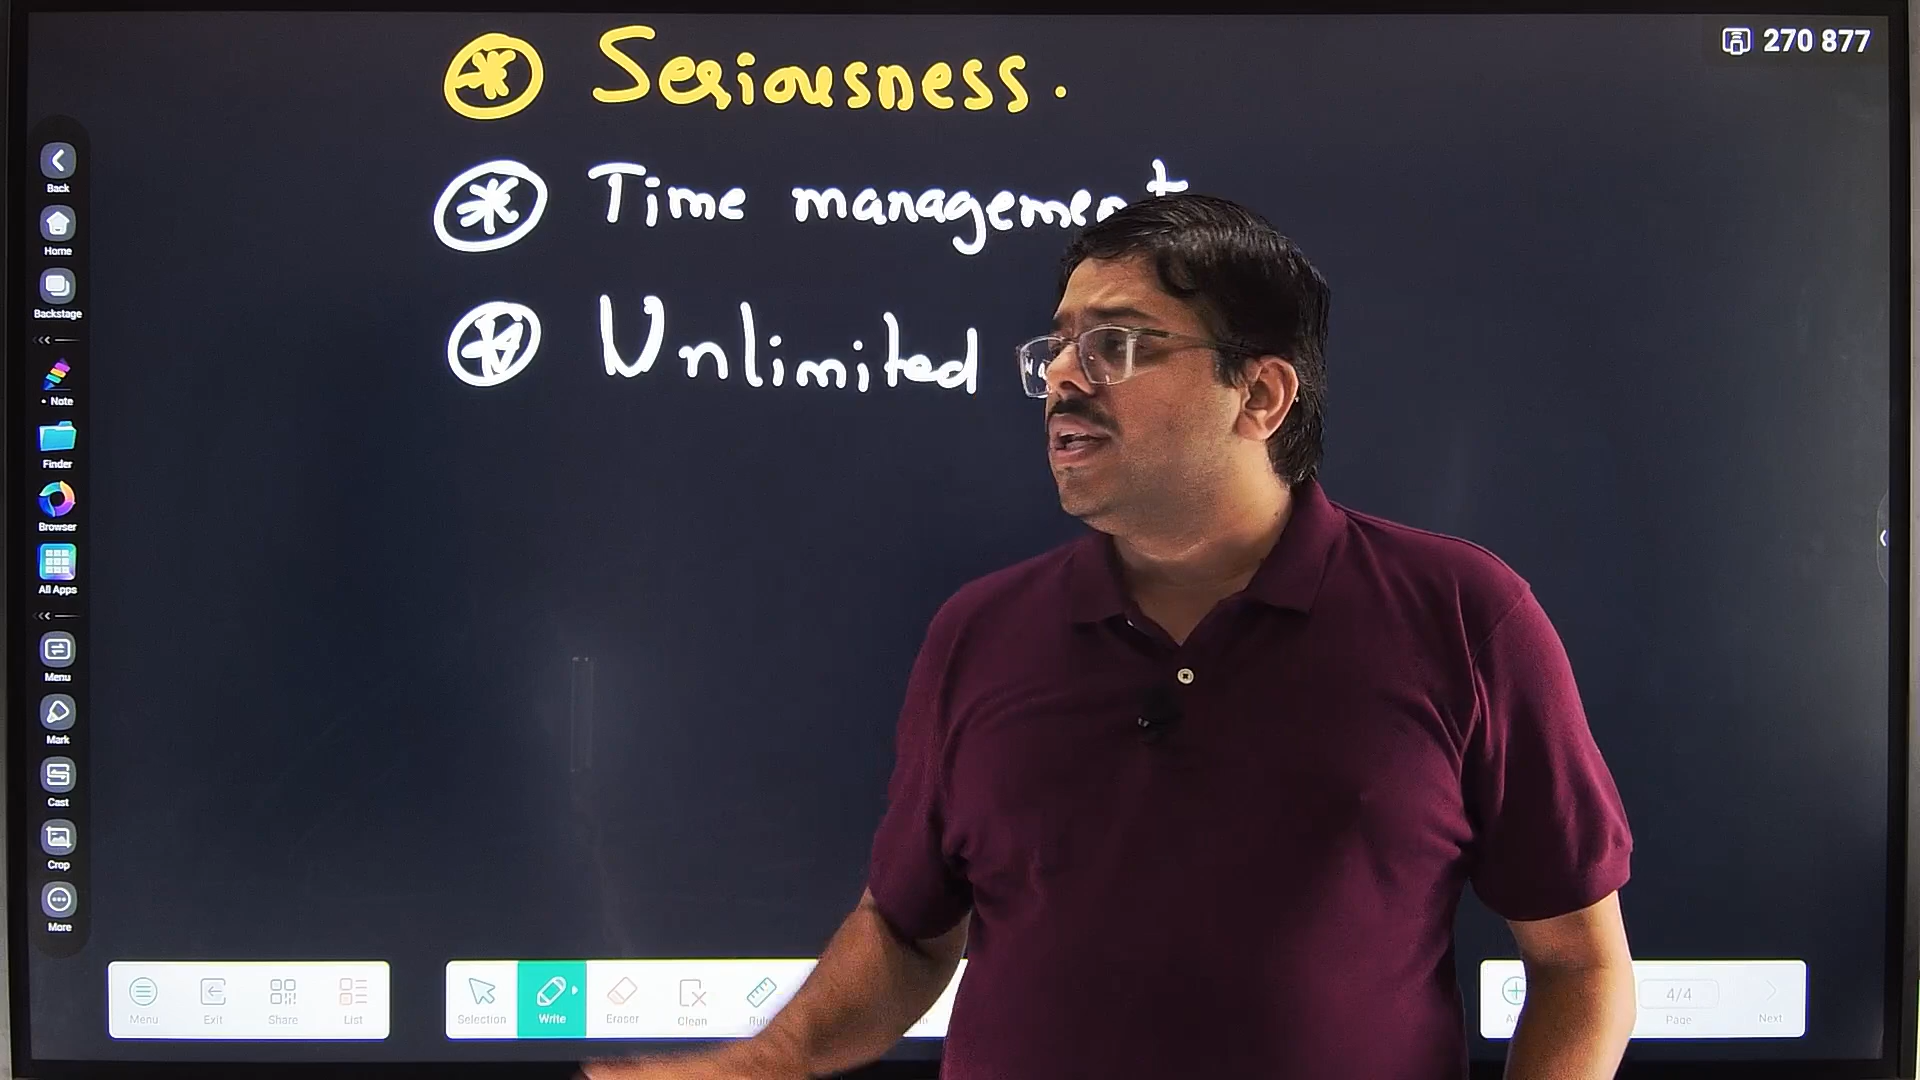 270 877
Seriousness.
Time management
Unlimited
Back
Home
Backstage
Note
Finder
Browser
All Apps
Menu
Mark
Cast
Crop
More
Menu Exit Share List
Selection Write Eraser Clean
4/4
Page Next